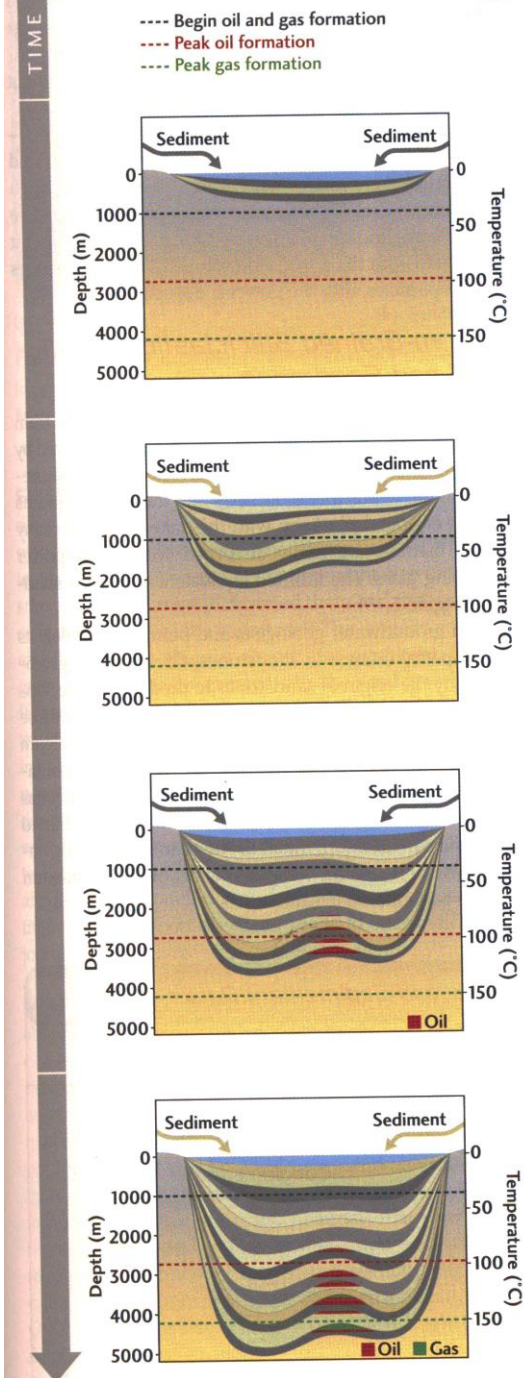 TIME
---- Begin oil and gas formation
---- Peak oil formation
---- Peak gas formation
Sediment Sediment
0
1000
2000
3000
4000
5000
Depth (m)
0
50
100
150
Temperature (°C)
Sediment Sediment
0
1000
2000
3000
4000
5000
Depth (m)
0
50
100
150
Temperature (°C)
Sediment Sediment
0
1000
2000
3000
4000
5000
Depth (m)
0
50
100
150
Temperature (°C)
Oil
Sediment Sediment
0
1000
2000
3000
4000
5000
Depth (m)
0
50
100
150
Temperature (°C)
Oil Gas